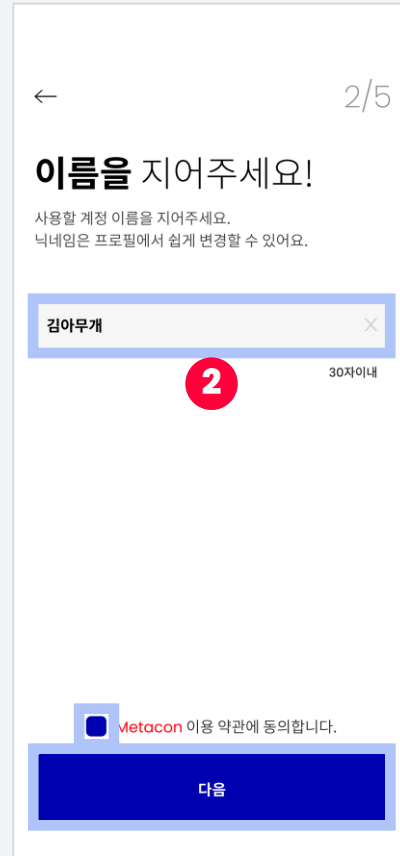 2/5
이름을 지어주세요!
사용할 계정 이름을 지어주세요.
닉네임은 프로필에서 쉽게 변경할 수 있어요.
김아무개
2
30자이내
Metacon 이용 약관에 동의합니다.
다음